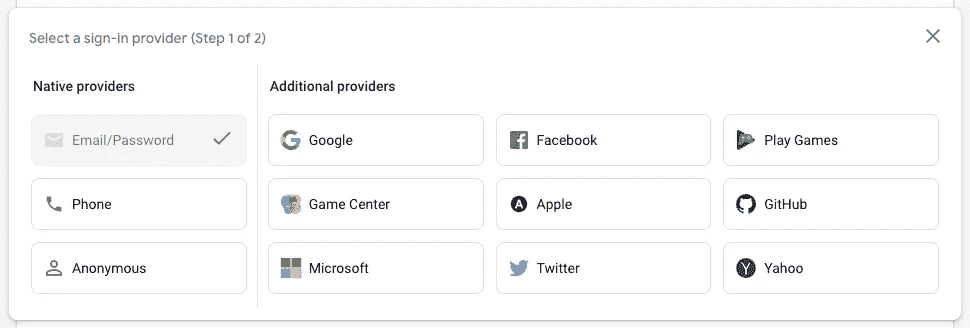 Select a sign-in provider (Step 1 of 2)
Native providers
Additional providers
Email/Password
Google
Facebook
Play Games
Phone
Game Center
Apple
GitHub
Anonymous
Microsoft
Twitter
Yahoo